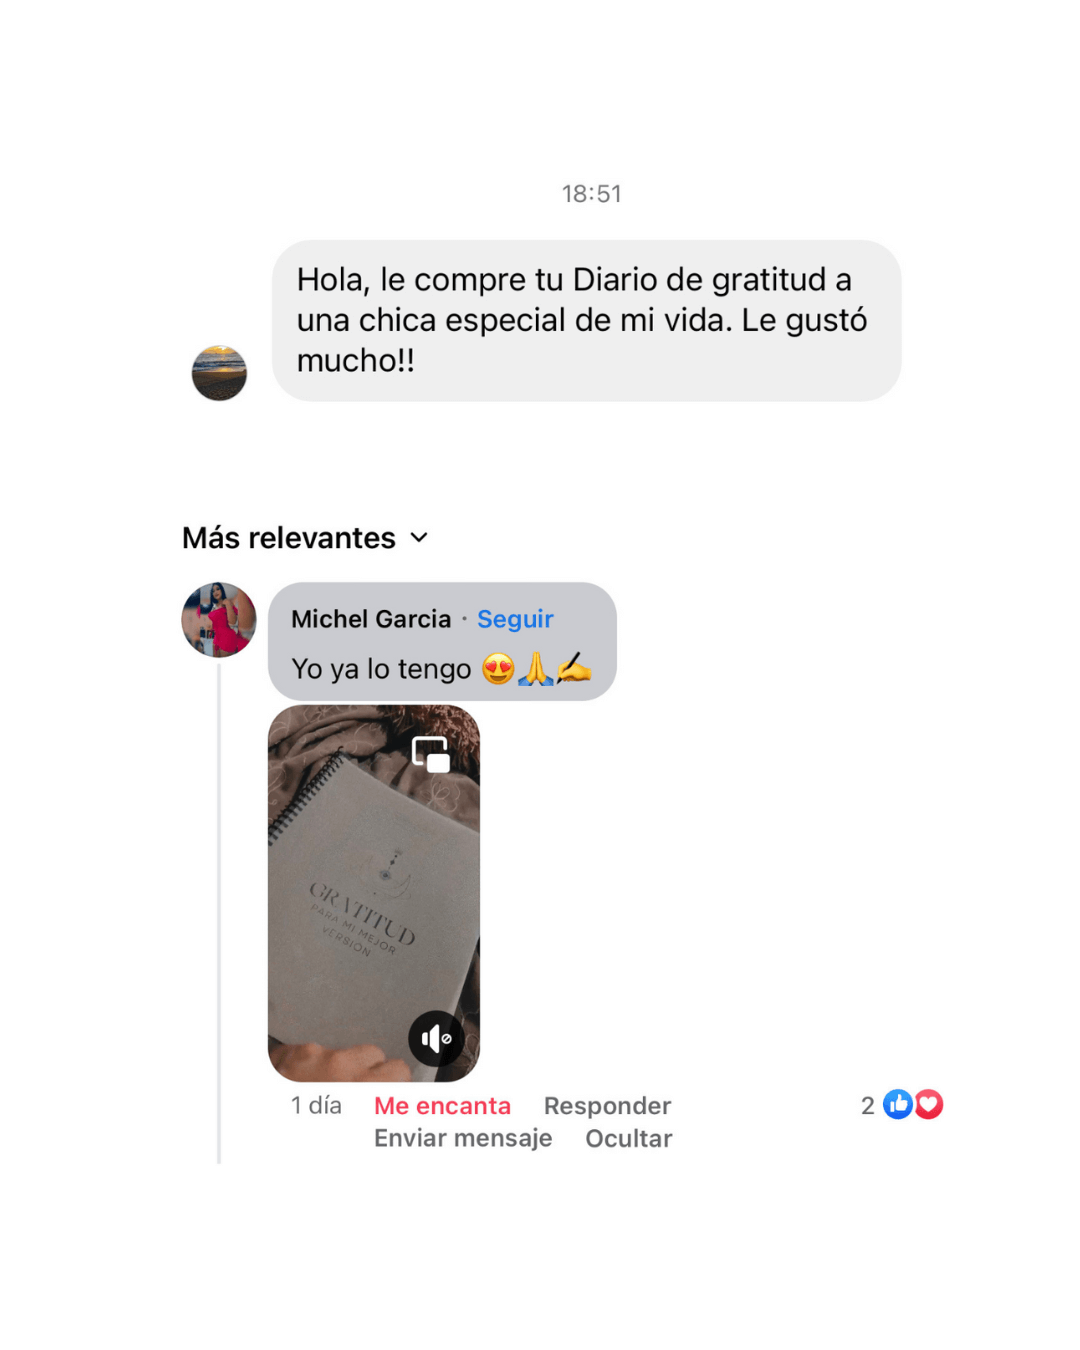 18:51
Hola, le compre tu Diario de gratitud a
una chica especial de mi vida. Le gustó
mucho!!
Más relevantes
Michel Garcia · Seguir
Yo ya lo tengo 😍🙏✍️
GRATITUD
PARA MI MEJOR
VERSIÓN
1 día Me encanta Responder 2
Enviar mensaje Ocultar